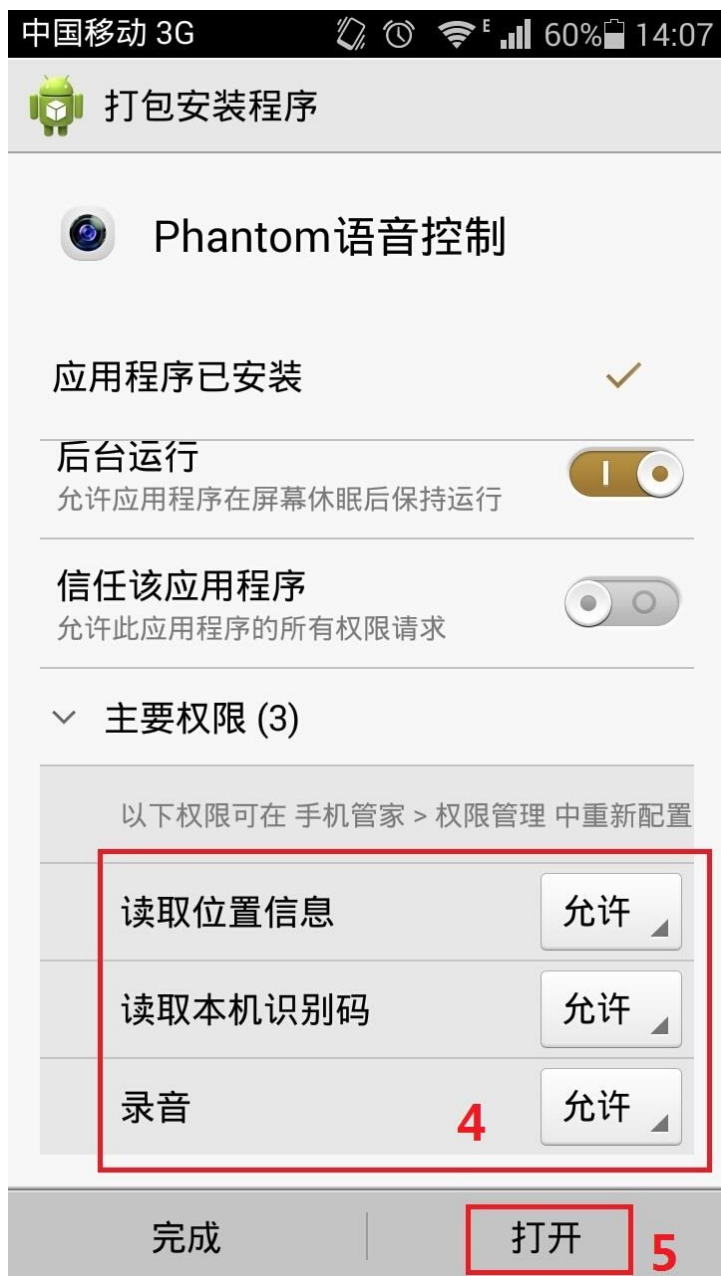 中国移动 3G E 60% 14:07
打包安装程序
Phantom语音控制
应用程序已安装
后台运行
允许应用程序在屏幕休眠后保持运行
信任该应用程序
允许此应用程序的所有权限请求
主要权限 (3)
以下权限可在 手机管家 > 权限管理 中重新配置
读取位置信息 允许
读取本机识别码 允许
录音 4 允许
完成 打开 5